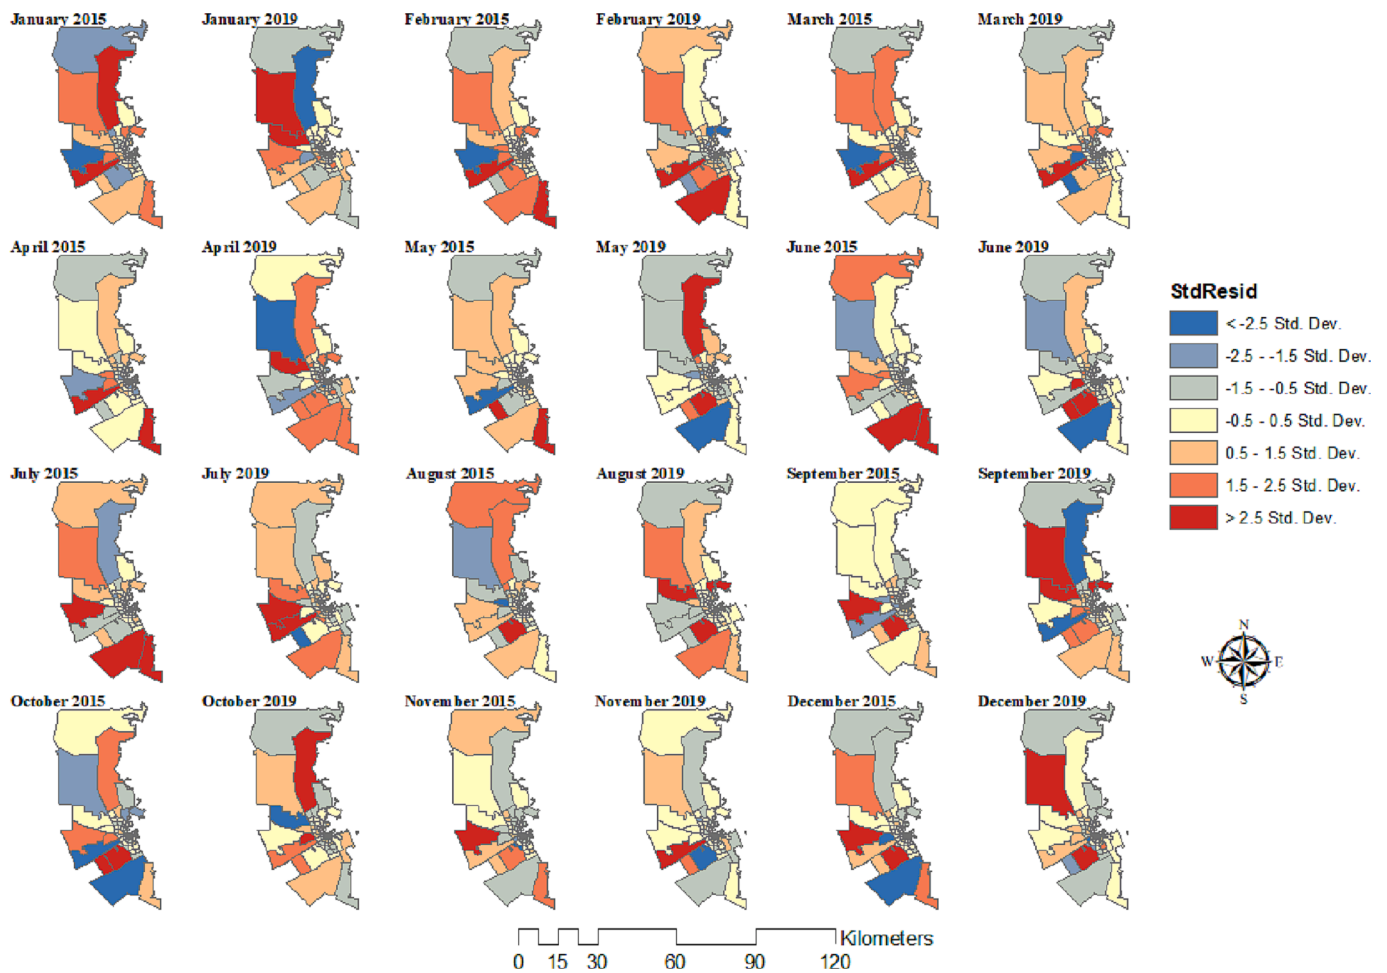 January 2015 January 2019 February 2015 February 2019 March 2015 March 2019
April 2015 April 2019 May 2015 May 2019 June 2015 June 2019
StdResid
< -2.5 Std. Dev.
-2.5 - -1.5 Std. Dev.
-1.5 - -0.5 Std. Dev.
-0.5 - 0.5 Std. Dev.
0.5 - 1.5 Std. Dev.
1.5 - 2.5 Std. Dev.
> 2.5 Std. Dev.
July 2015 July 2019 August 2015 August 2019 September 2015 September 2019
N
W E
S
October 2015 October 2019 November 2015 November 2019 December 2015 December 2019
Kilometers
0 15 30 60 90 120